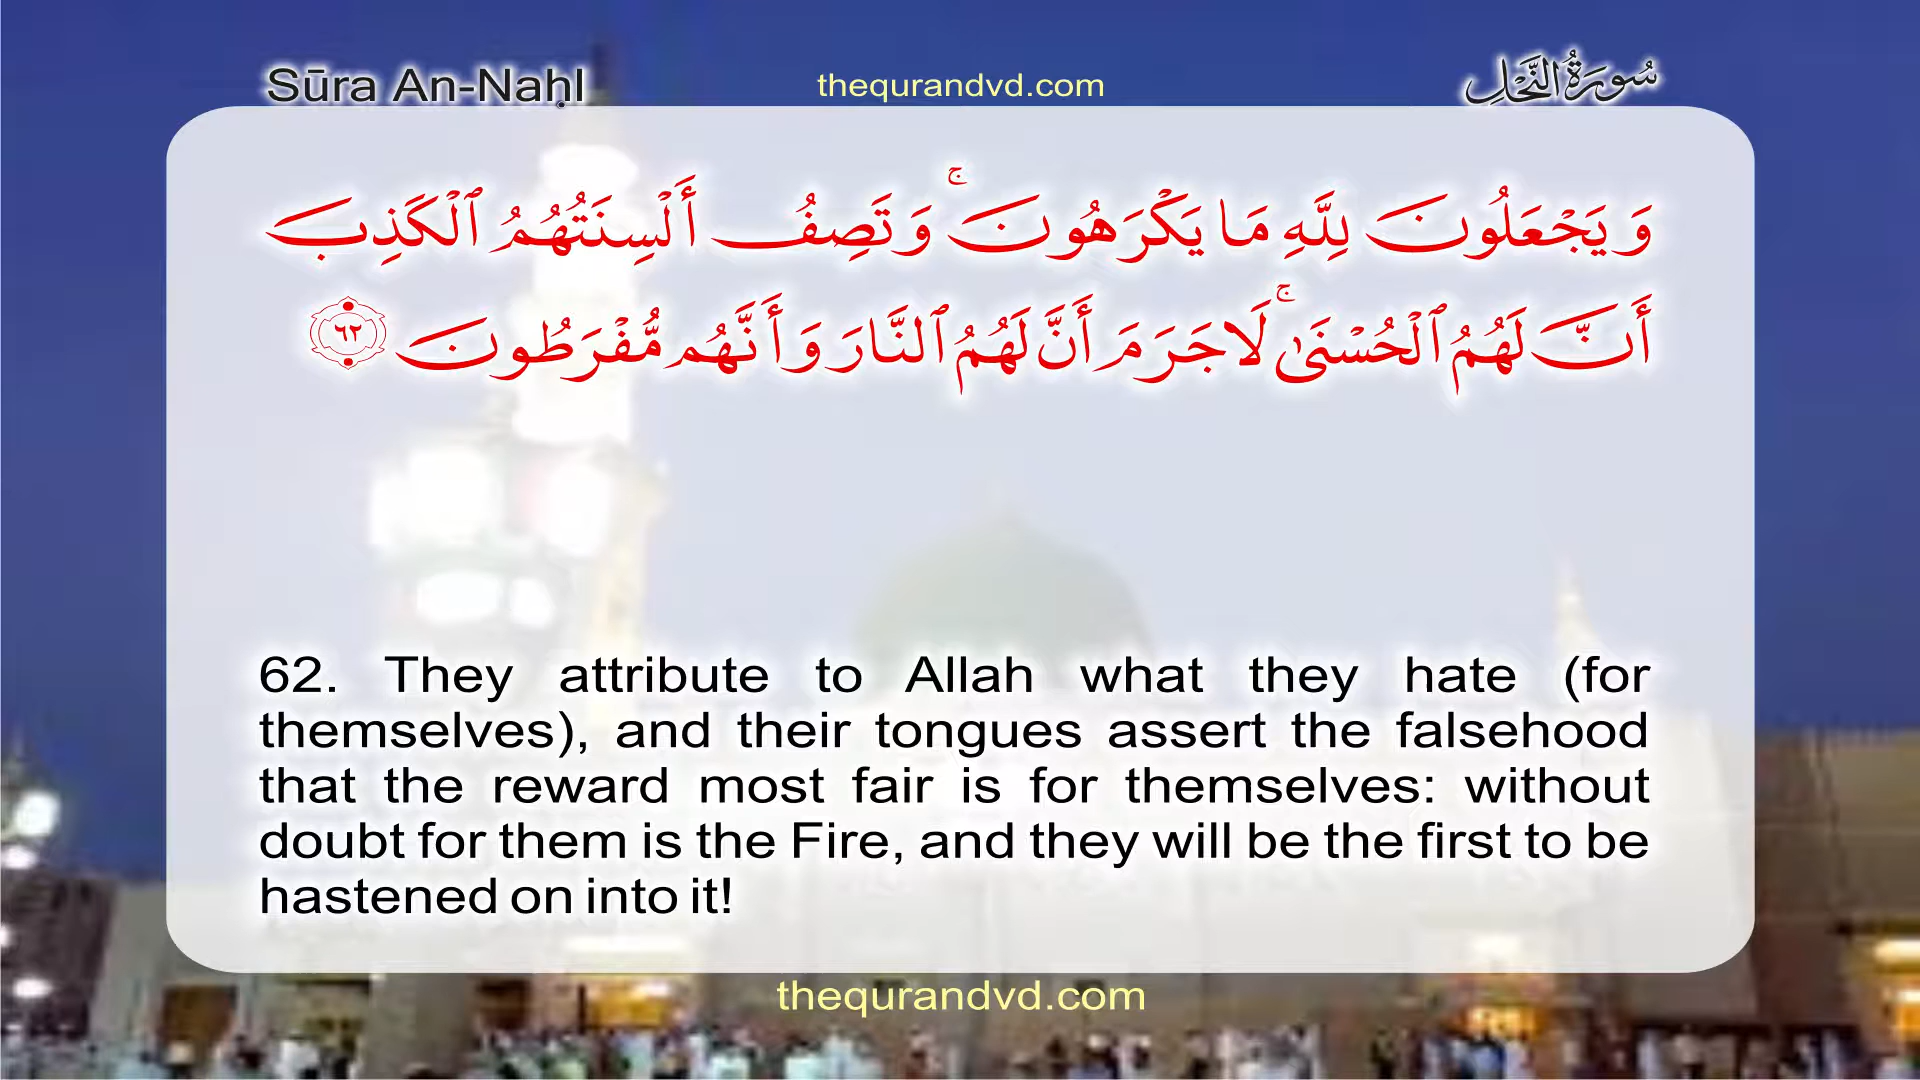 Sūra An-Naḥl
thequrandvd.com
سُورَةُ النَّحْلِ
وَيَجْعَلُونَ لِلَّهِ مَا يَكْرَهُونَ ۚ وَتَصِفُ أَلْسِنَتُهُمُ ٱلْكَذِبَ
أَنَّ لَهُمُ ٱلْحُسْنَىٰ ۚ لَا جَرَمَ أَنَّ لَهُمُ ٱلنَّارَ وَأَنَّهُم مُّفْرَطُونَ ٦٢
62. They attribute to Allah what they hate (for
themselves), and their tongues assert the falsehood
that the reward most fair is for themselves: without
doubt for them is the Fire, and they will be the first to be
hastened on into it!
thequrandvd.com